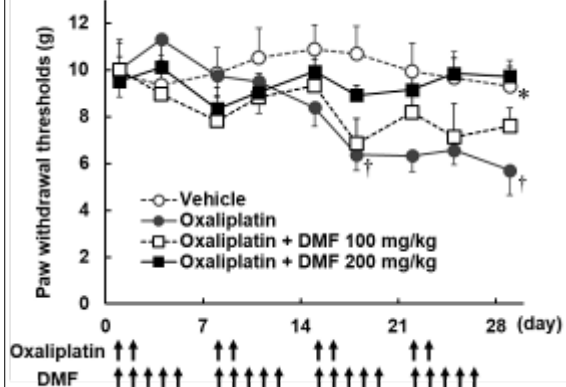 Paw withdrawal thresholds (g)
12
10
8
6
4
2
0
*
†
†
Vehicle
Oxaliplatin
Oxaliplatin + DMF 100 mg/kg
Oxaliplatin + DMF 200 mg/kg
0 7 14 21 28 (day)
Oxaliplatin
DMF